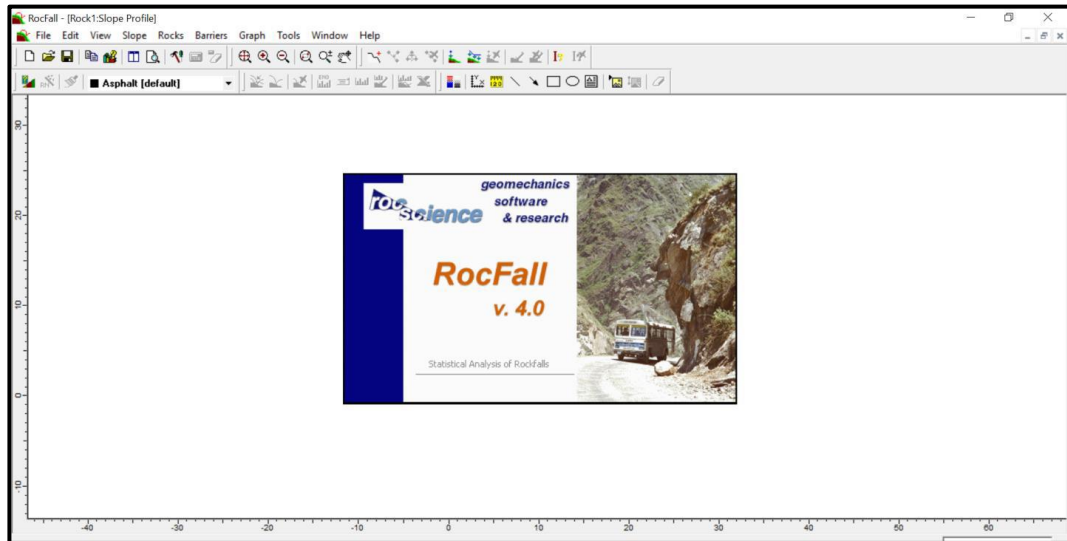 RocFall - [Rock1:Slope Profile]
File Edit View Slope Rocks Barriers Graph Tools Window Help
Asphalt [default]
30
20
10
0
-10
geomechanics
software
& research
rocscience
RocFall
v. 4.0
Statistical Analysis of Rockfalls
-40 -30 -20 -10 0 10 20 30 40 50 60